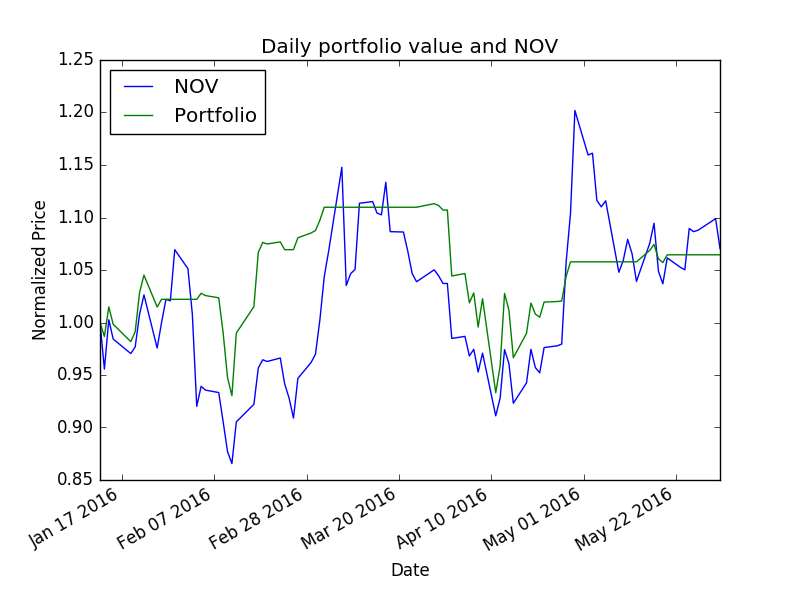 Daily portfolio value and NOV
NOV
Portfolio
1.25
1.20
1.15
1.10
1.05
1.00
0.95
0.90
0.85
Normalized Price
Jan 17 2016
Feb 07 2016
Feb 28 2016
Mar 20 2016
Apr 10 2016
May 01 2016
May 22 2016
Date